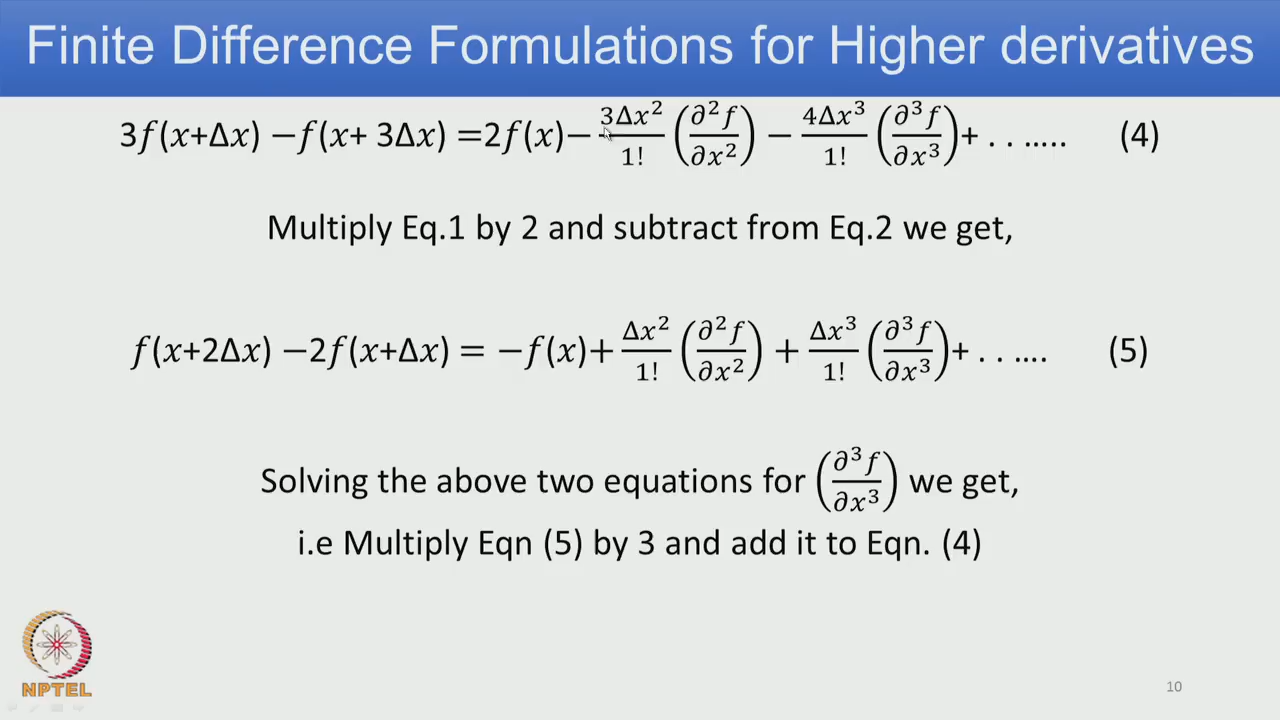 Finite Difference Formulations for Higher derivatives
3f(x+Δx) −f(x+ 3Δx) =2f(x)− 3Δx²/1! (∂²f/∂x²) − 4Δx³/1! (∂³f/∂x³)+ . . ..... (4)
Multiply Eq.1 by 2 and subtract from Eq.2 we get,
f(x+2Δx) −2f(x+Δx) = −f(x)+ Δx²/1! (∂²f/∂x²) + Δx³/1! (∂³f/∂x³)+ . . .... (5)
Solving the above two equations for (∂³f/∂x³) we get,
i.e Multiply Eqn (5) by 3 and add it to Eqn. (4)
NPTEL
10